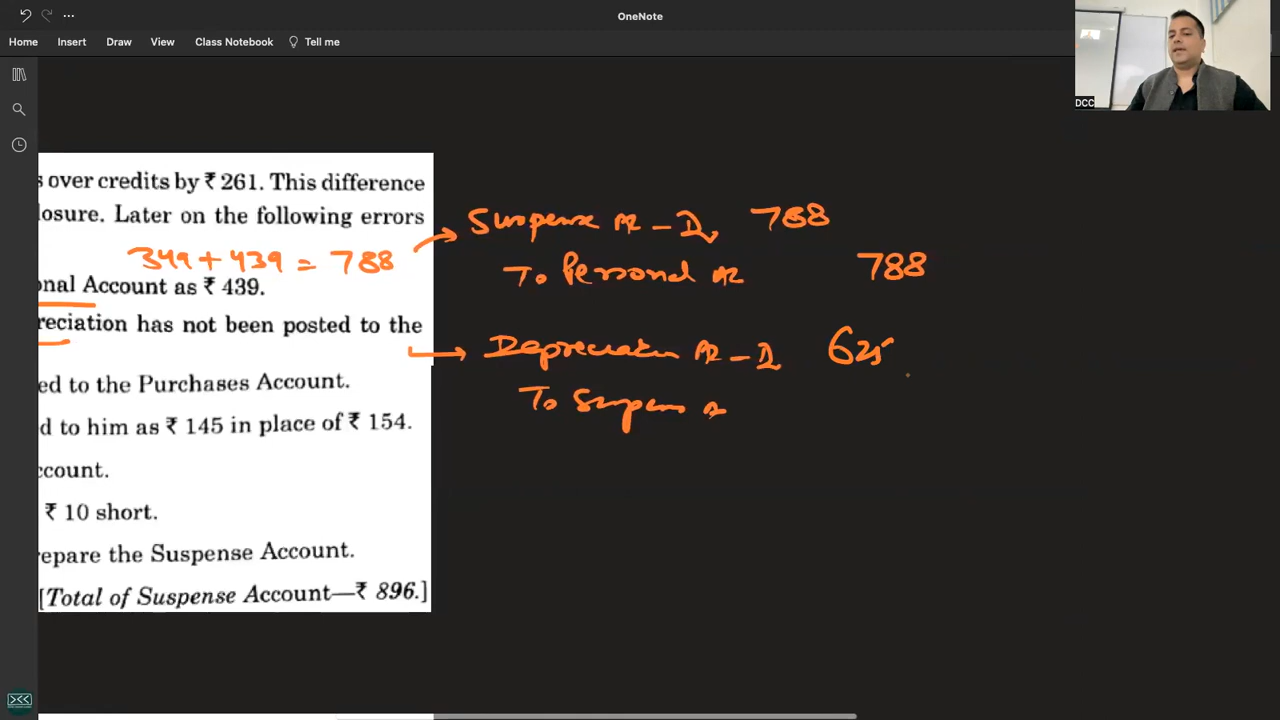 OneNote
Home Insert Draw View Class Notebook Tell me
DCC
s over credits by ₹ 261. This difference
losure. Later on the following errors
349 + 439 = 788
onal Account as ₹ 439.
reciation has not been posted to the
ed to the Purchases Account.
d to him as ₹ 145 in place of ₹ 154.
ccount.
₹ 10 short.
repare the Suspense Account.
[Total of Suspense Account—₹ 896.]
Suspense A/c - Dr 788
To Personal A/c 788
Depreciation A/c - Dr 625
To Suspens A/c